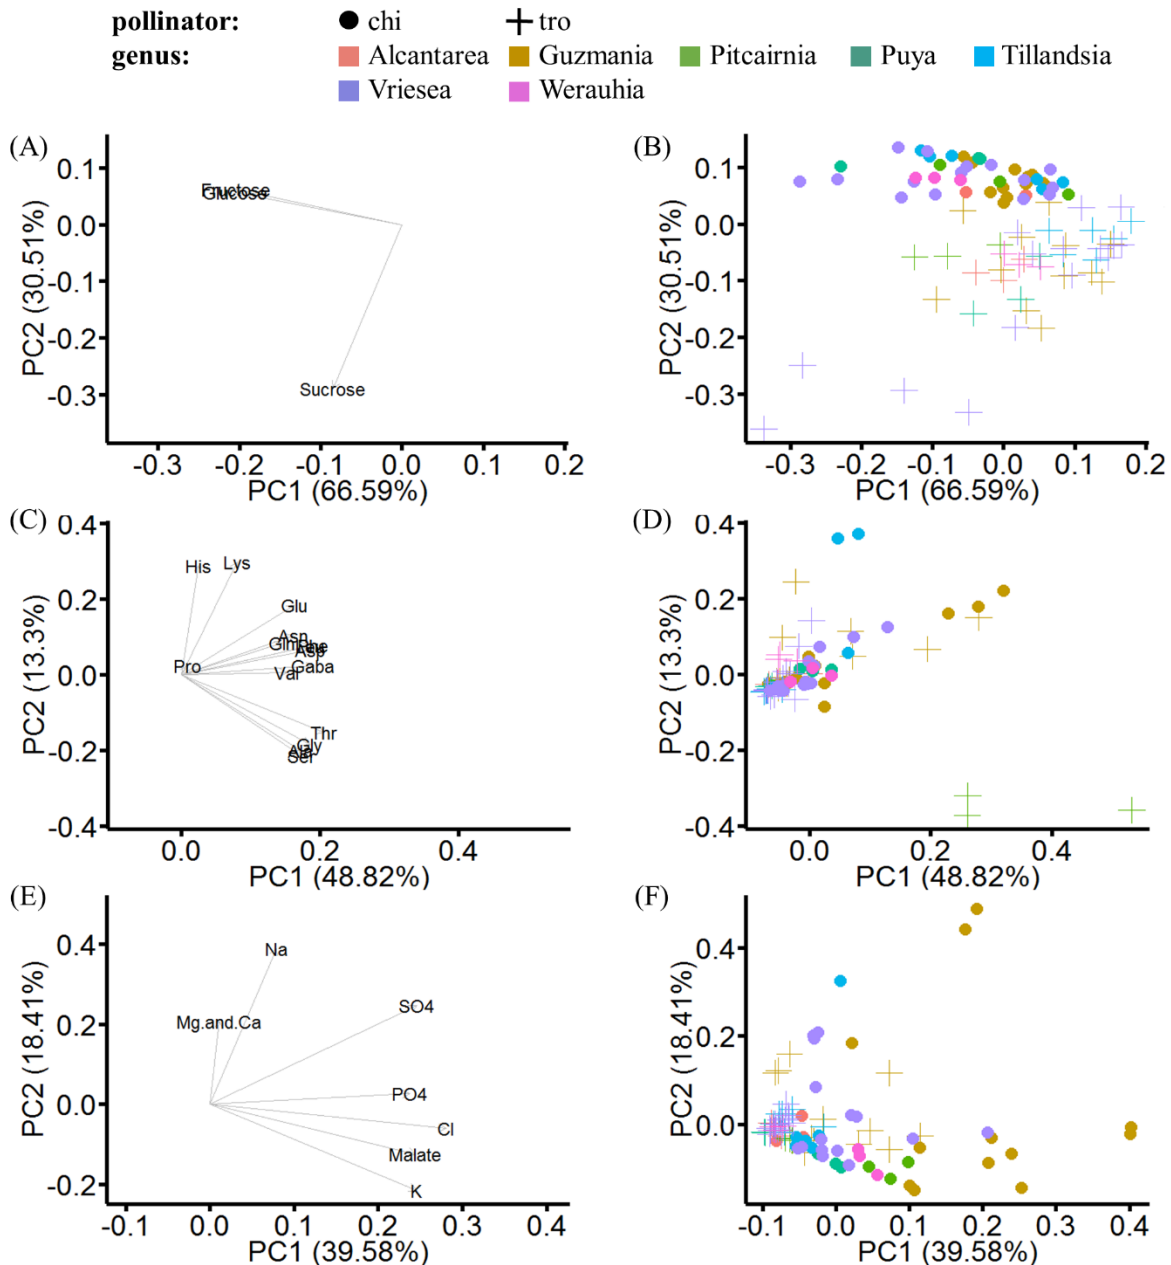 pollinator: chi tro
genus: Alcantarea Guzmania Pitcairnia Puya Tillandsia
Vriesea Werauhia
(A)
PC2 (30.51%)
0.1
0.0
-0.1
-0.2
-0.3
Fructose
Glucose
Sucrose
-0.3 -0.2 -0.1 0.0 0.1 0.2
PC1 (66.59%)
(B)
PC2 (30.51%)
0.1
0.0
-0.1
-0.2
-0.3
-0.3 -0.2 -0.1 0.0 0.1 0.2
PC1 (66.59%)
(C)
PC2 (13.3%)
0.4
0.2
0.0
-0.2
-0.4
His Lys
Glu
Asn
Gln Phe
Asp
Pro Gaba
Val
Thr
Gly
Ala
Ser
0.0 0.2 0.4
PC1 (48.82%)
(D)
PC2 (13.3%)
0.4
0.2
0.0
-0.2
-0.4
0.0 0.2 0.4
PC1 (48.82%)
(E)
PC2 (18.41%)
0.4
0.2
0.0
-0.2
Na
SO4
Mg.and.Ca
PO4
Cl
Malate
K
-0.1 0.0 0.1 0.2 0.3 0.4
PC1 (39.58%)
(F)
PC2 (18.41%)
0.4
0.2
0.0
-0.1 0.0 0.1 0.2 0.3 0.4
PC1 (39.58%)